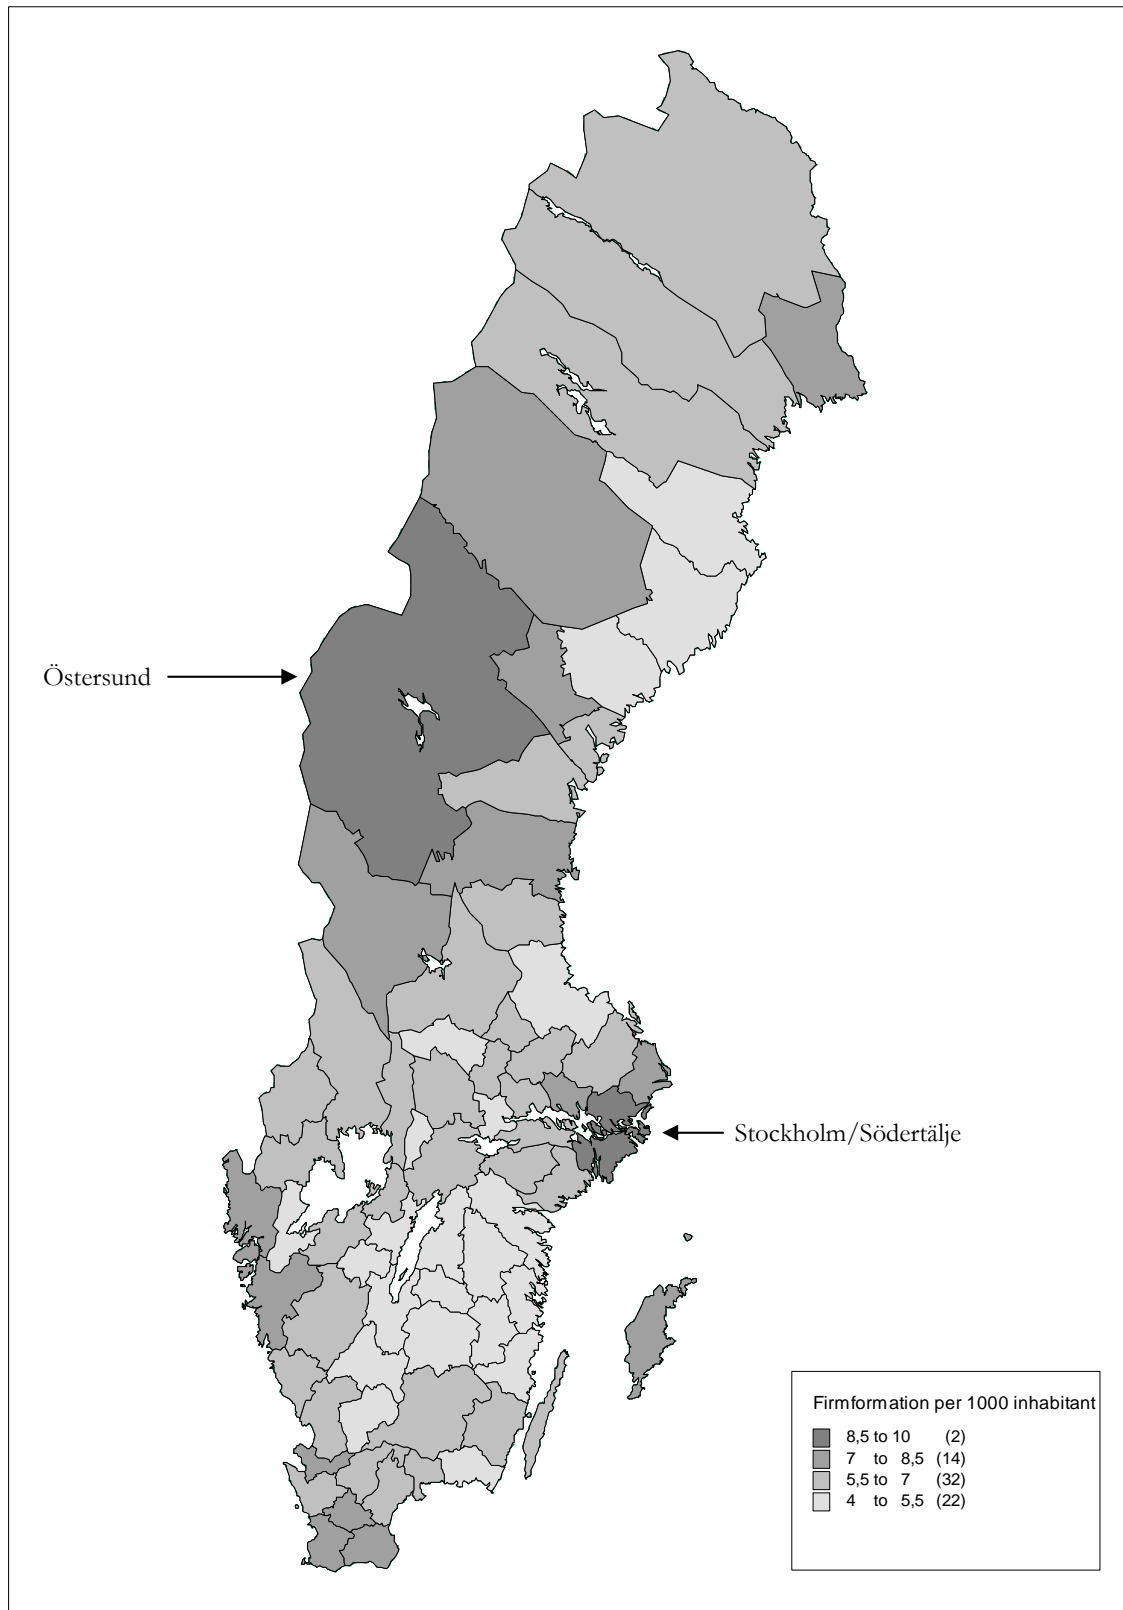 Östersund
Stockholm/Södertälje
Firmformation per 1000 inhabitant
8,5 to 10 (2)
7 to 8,5 (14)
5,5 to 7 (32)
4 to 5,5 (22)